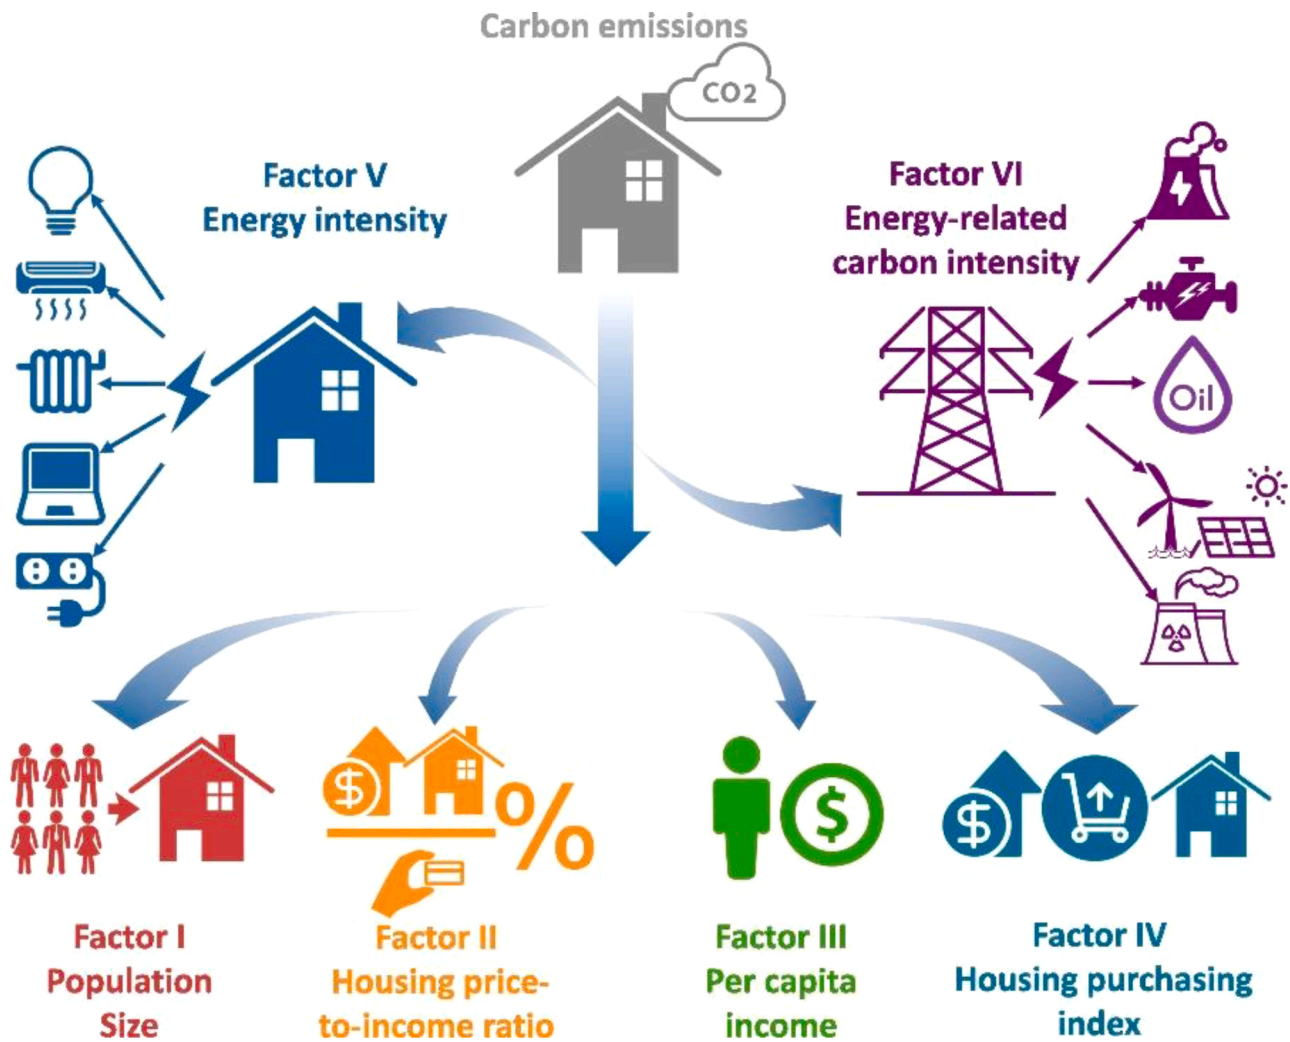 Carbon emissions
CO2
Factor V
Energy intensity
Factor VI
Energy-related
carbon intensity
Oil
$
%
$
$
Factor I
Population
Size
Factor II
Housing price-
to-income ratio
Factor III
Per capita
income
Factor IV
Housing purchasing
index